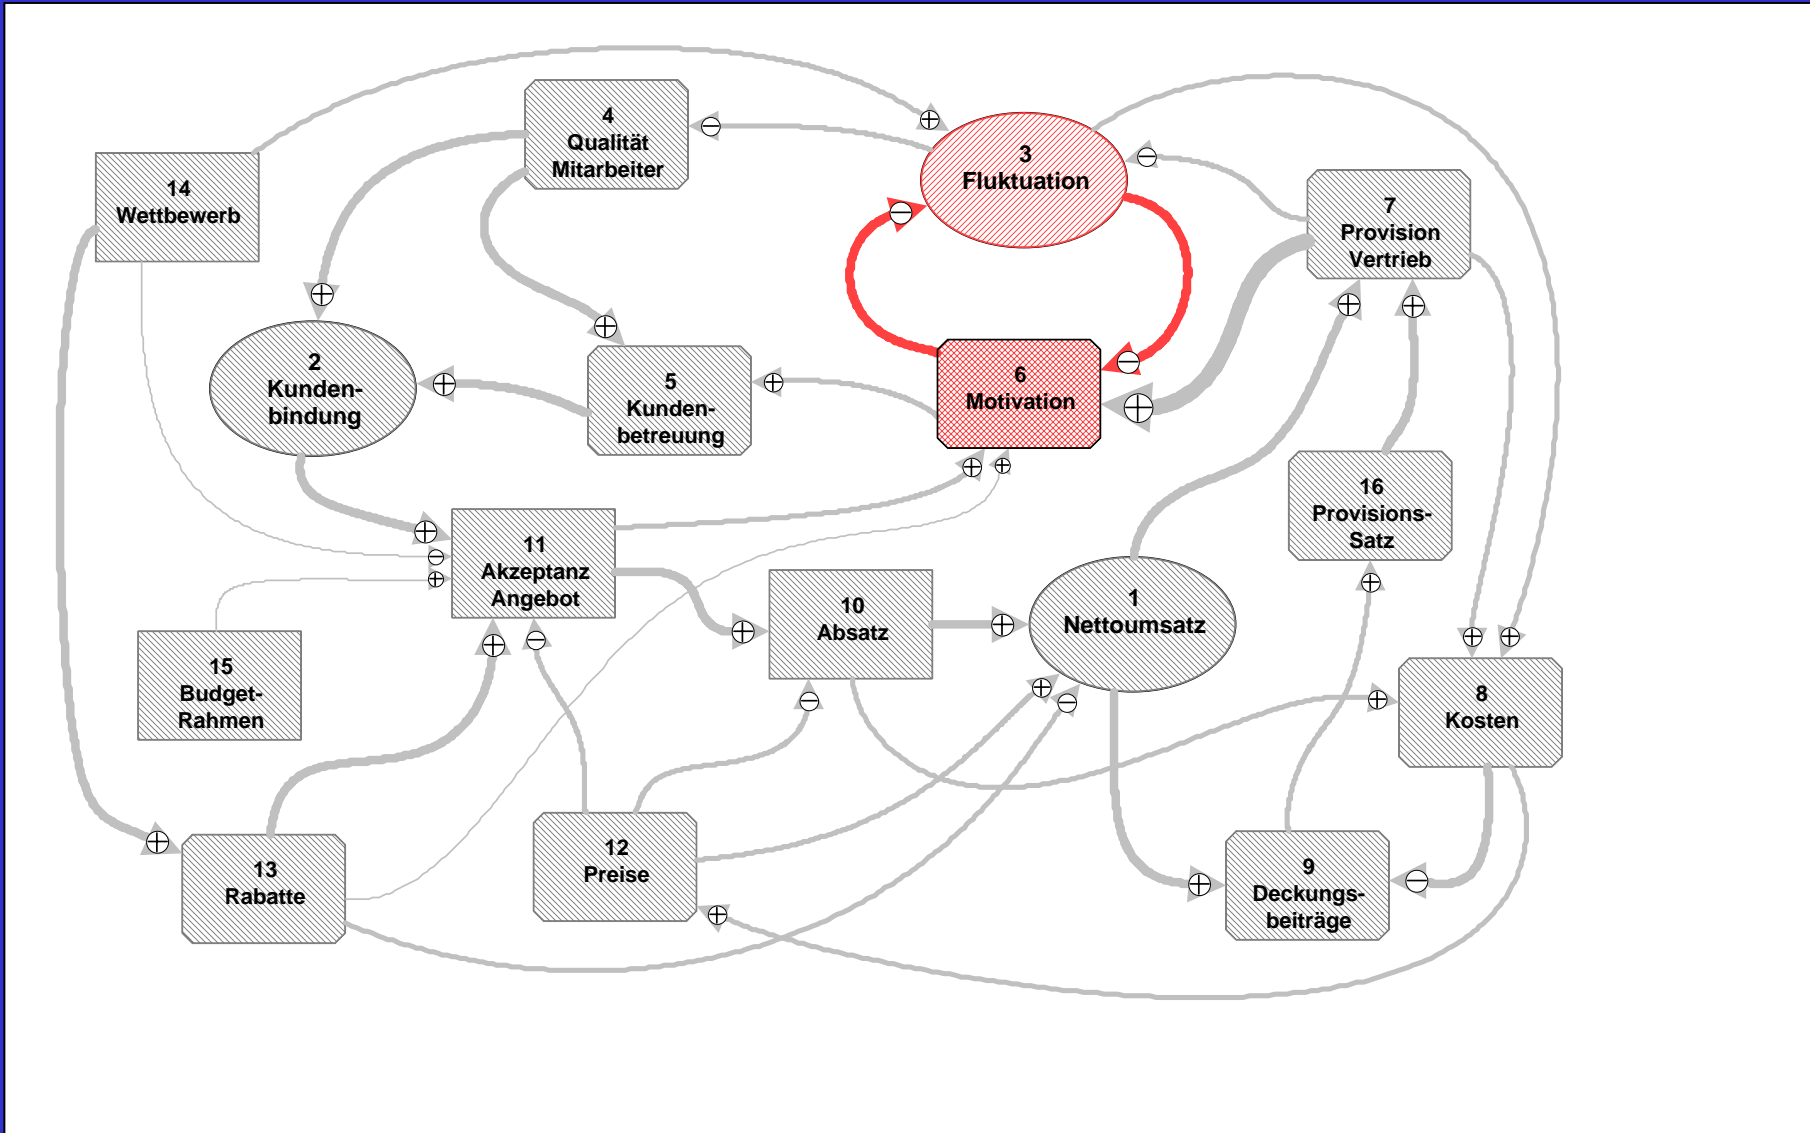 4
Qualität
Mitarbeiter
3
Fluktuation
14
Wettbewerb
7
Provision
Vertrieb
2
Kunden-
bindung
5
Kunden-
betreuung
6
Motivation
16
Provisions-
Satz
11
Akzeptanz
Angebot
10
Absatz
1
Nettoumsatz
15
Budget-
Rahmen
8
Kosten
13
Rabatte
12
Preise
9
Deckungs-
beiträge